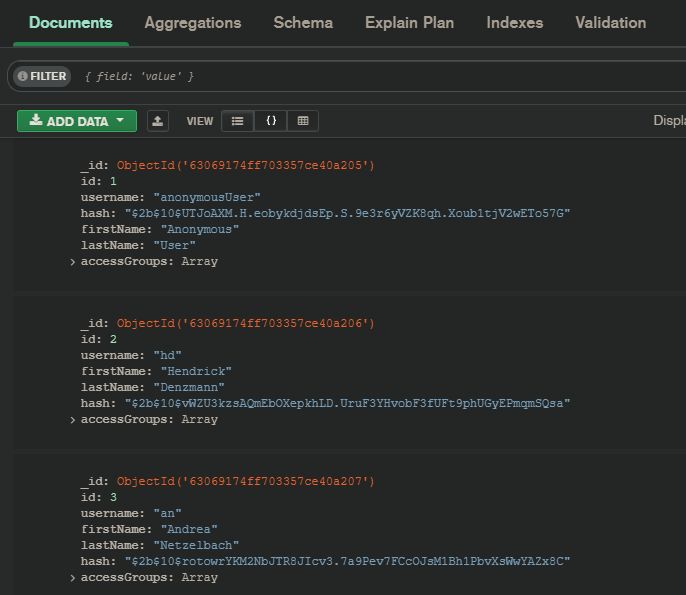 Documents Aggregations Schema Explain Plan Indexes Validation
FILTER { field: 'value' }
ADD DATA VIEW {} Displa
_id: ObjectId('63069174ff703357ce40a205')
id: 1
username: "anonymousUser"
hash: "$2b$10$UTJoAXM.H.eobykdjdsEp.S.9e3r6yVZK8qh.Xoub1tjV2wETo57G"
firstName: "Anonymous"
lastName: "User"
accessGroups: Array
_id: ObjectId('63069174ff703357ce40a206')
id: 2
username: "hd"
firstName: "Hendrick"
lastName: "Denzmann"
hash: "$2b$10$vWZU3kzsAQmEbOXepkhLD.UruF3YHvobF3fUFt9phUGyEPmqmSQsa"
accessGroups: Array
_id: ObjectId('63069174ff703357ce40a207')
id: 3
username: "an"
firstName: "Andrea"
lastName: "Netzelbach"
hash: "$2b$10$rotowrYKM2NbJTR8JIcv3.7a9Pev7FCcOJsM1Bh1PbvXsWwYAZx8C"
accessGroups: Array